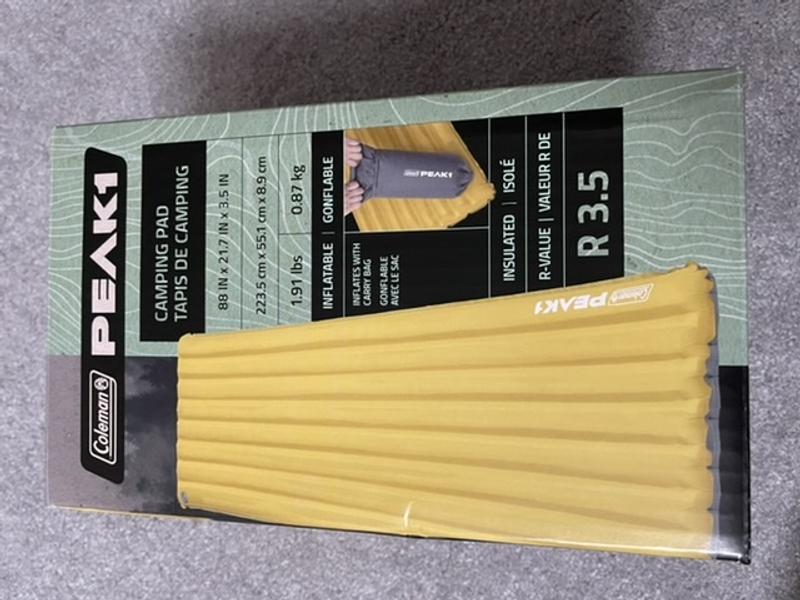 Coleman® PEAK1
CAMPING PAD
TAPIS DE CAMPING
88 IN x 21.7 IN x 3.5 IN
223.5 cm x 55.1 cm x 8.9 cm
1.91 lbs 0.87 kg
INFLATABLE | GONFLABLE
INFLATES WITH
CARRY BAG
GONFLABLE
AVEC LE SAC
Coleman PEAK1
INSULATED | ISOLÉ
R-VALUE | VALEUR R DE
R 3.5
Coleman PEAK1